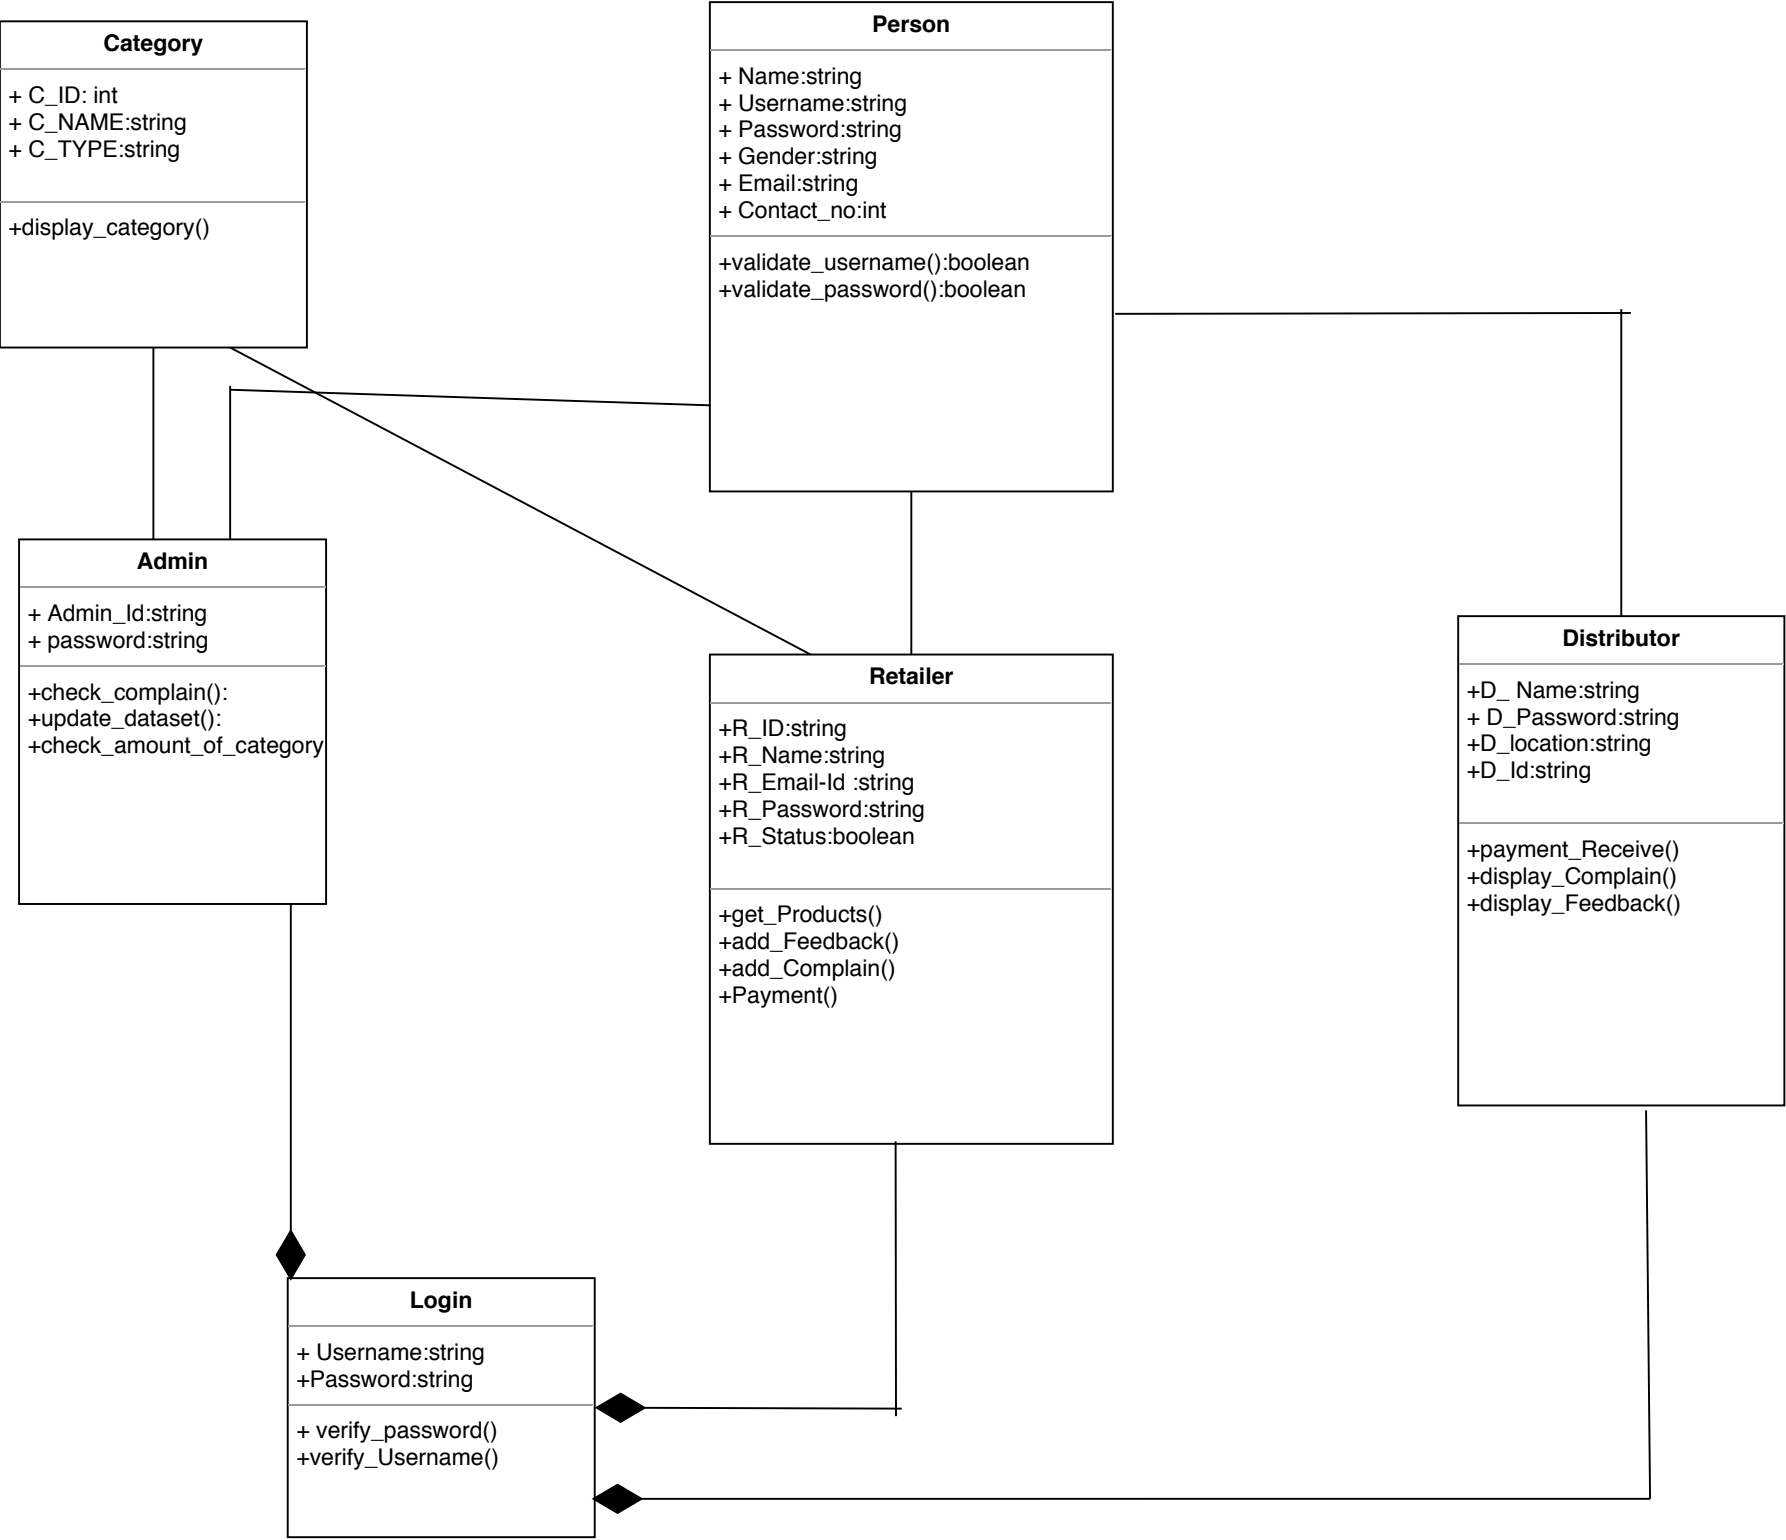 Category
+ C_ID: int
+ C_NAME:string
+ C_TYPE:string
+display_category()
Person
+ Name:string
+ Username:string
+ Password:string
+ Gender:string
+ Email:string
+ Contact_no:int
+validate_username():boolean
+validate_password():boolean
Admin
+ Admin_Id:string
+ password:string
+check_complain():
+update_dataset():
+check_amount_of_category
Retailer
+R_ID:string
+R_Name:string
+R_Email-Id :string
+R_Password:string
+R_Status:boolean
+get_Products()
+add_Feedback()
+add_Complain()
+Payment()
Distributor
+D_ Name:string
+ D_Password:string
+D_location:string
+D_Id:string
+payment_Receive()
+display_Complain()
+display_Feedback()
Login
+ Username:string
+Password:string
+ verify_password()
+verify_Username()